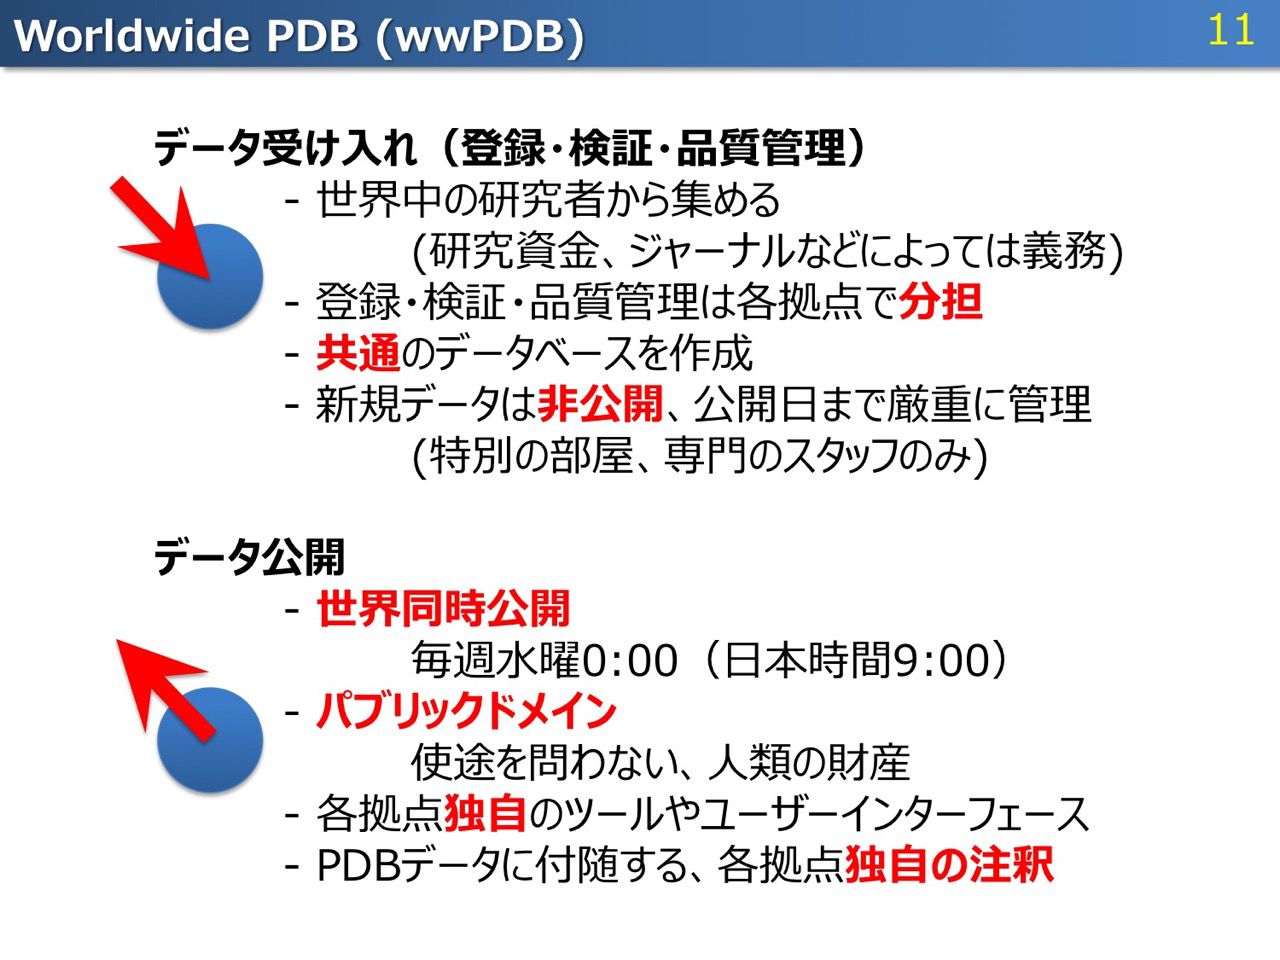 Worldwide PDB (wwPDB)
11
データ受け入れ（登録・検証・品質管理）
- 世界中の研究者から集める
(研究資金、ジャーナルなどによっては義務)
- 登録・検証・品質管理は各拠点で分担
- 共通のデータベースを作成
- 新規データは非公開、公開日まで厳重に管理
(特別の部屋、専門のスタッフのみ)
データ公開
- 世界同時公開
毎週水曜0:00（日本時間9:00）
- パブリックドメイン
使途を問わない、人類の財産
- 各拠点独自のツールやユーザーインターフェース
- PDBデータに付随する、各拠点独自の注釈